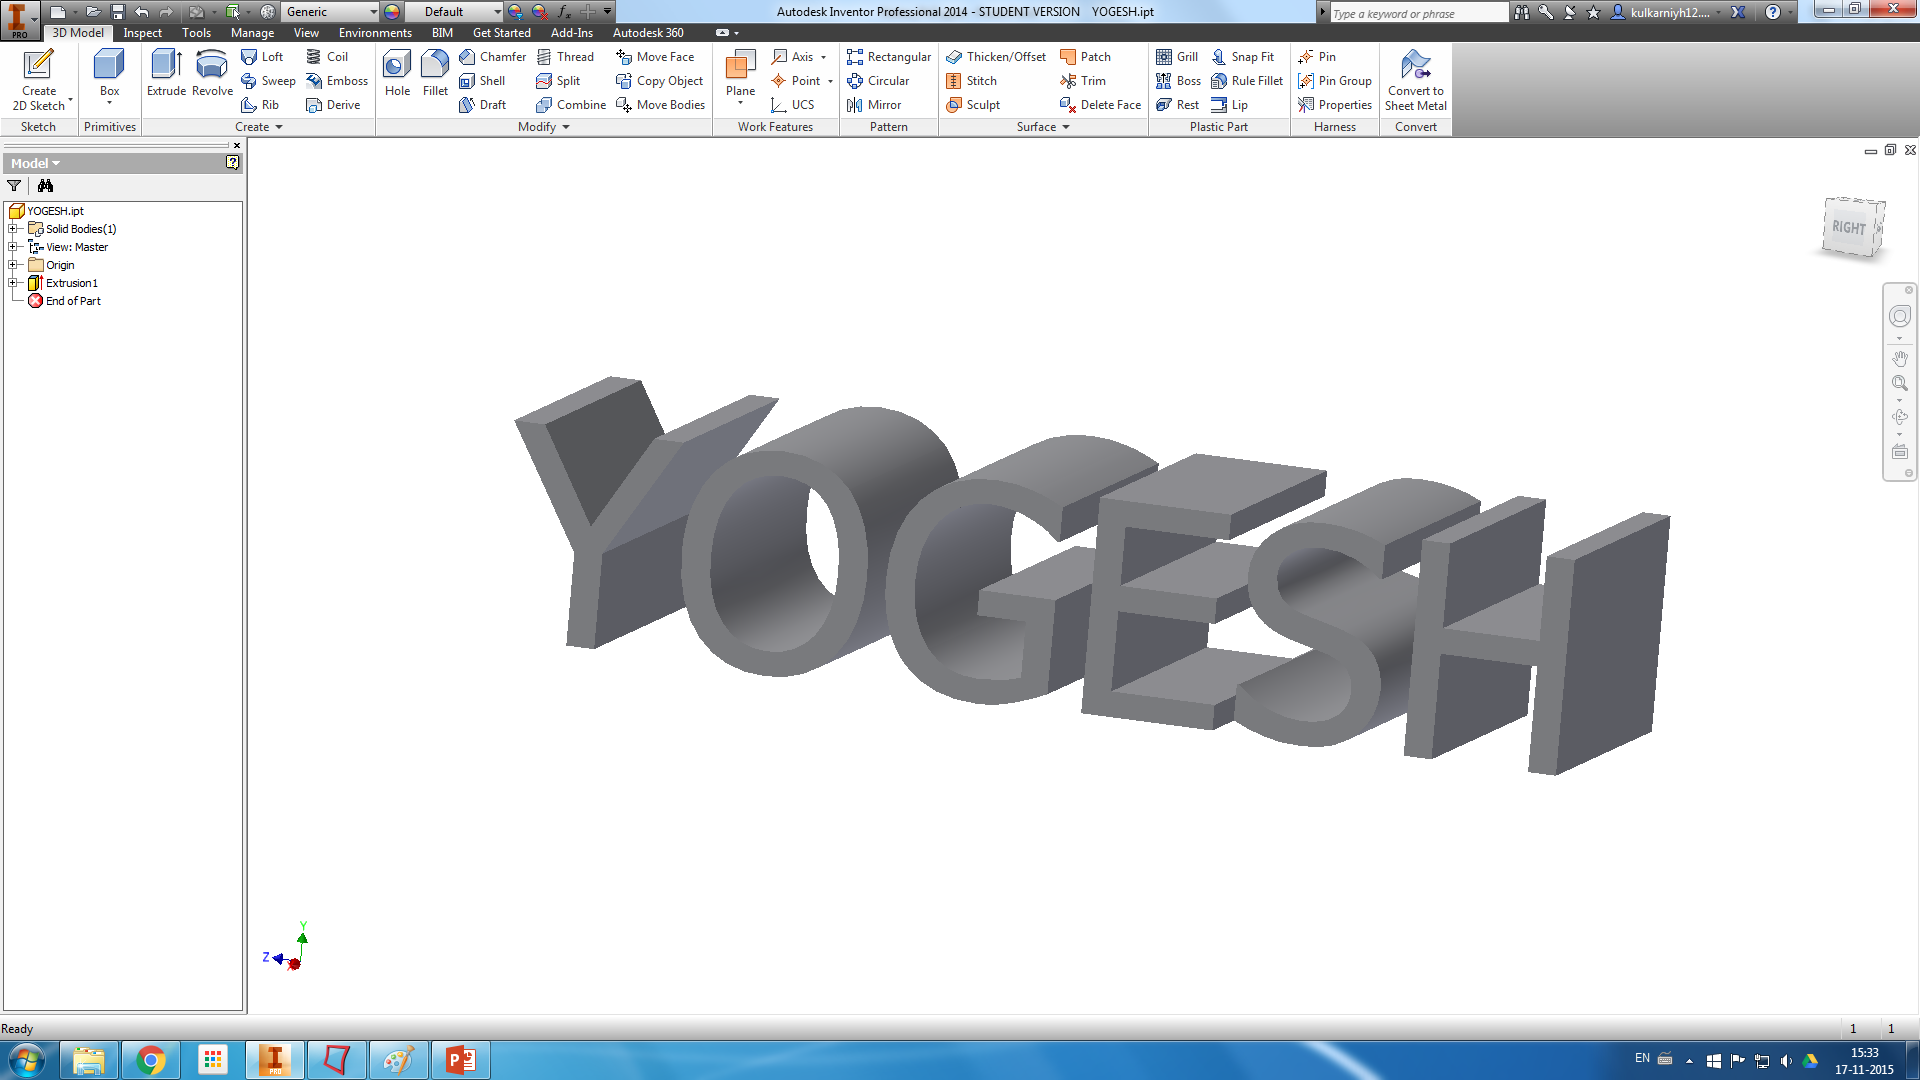 Generic
Default
Autodesk Inventor Professional 2014 - STUDENT VERSION YOGESH.ipt
Type a keyword or phrase
kulkarniyh12....
PRO
3D Model
Inspect
Tools
Manage
View
Environments
BIM
Get Started
Add-Ins
Autodesk 360
Create
2D Sketch
Box
Extrude
Revolve
Loft
Sweep
Rib
Coil
Emboss
Derive
Hole
Fillet
Chamfer
Shell
Draft
Thread
Split
Combine
Move Face
Copy Object
Move Bodies
Plane
Axis
Point
UCS
Rectangular
Circular
Mirror
Thicken/Offset
Stitch
Sculpt
Patch
Trim
Delete Face
Grill
Boss
Rest
Snap Fit
Rule Fillet
Lip
Pin
Pin Group
Properties
Convert to
Sheet Metal
Sketch
Primitives
Create
Modify
Work Features
Pattern
Surface
Plastic Part
Harness
Convert
Model
YOGESH.ipt
Solid Bodies(1)
View: Master
Origin
Extrusion1
End of Part
RIGHT
YOGESH
Y
Z
X
Ready
1 1
PRO
EN
15:33
17-11-2015